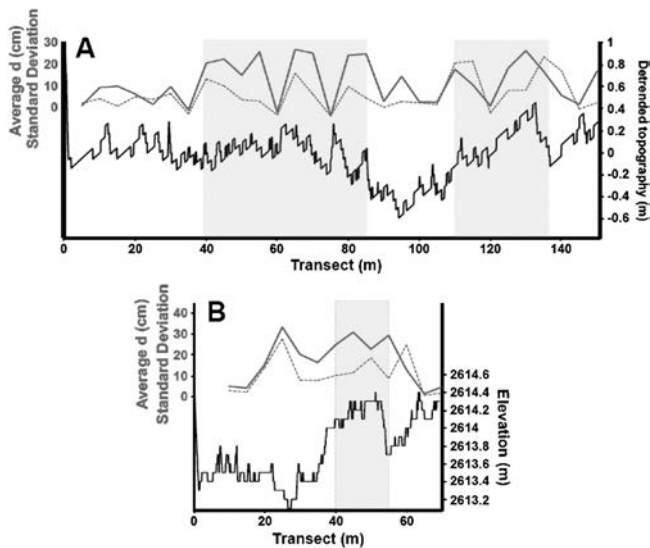 A
Average d (cm)
Standard Deviation
30
20
10
0
1
0.8
0.6
0.4
0.2
0
-0.2
-0.4
-0.6
Detrended topography (m)
0 20 40 60 80 100 120 140
Transect (m)
B
Average d (cm)
Standard Deviation
40
30
20
10
0
2614.6
2614.4
2614.2
2614
2613.8
2613.6
2613.4
2613.2
Elevation (m)
0 20 40 60
Transect (m)